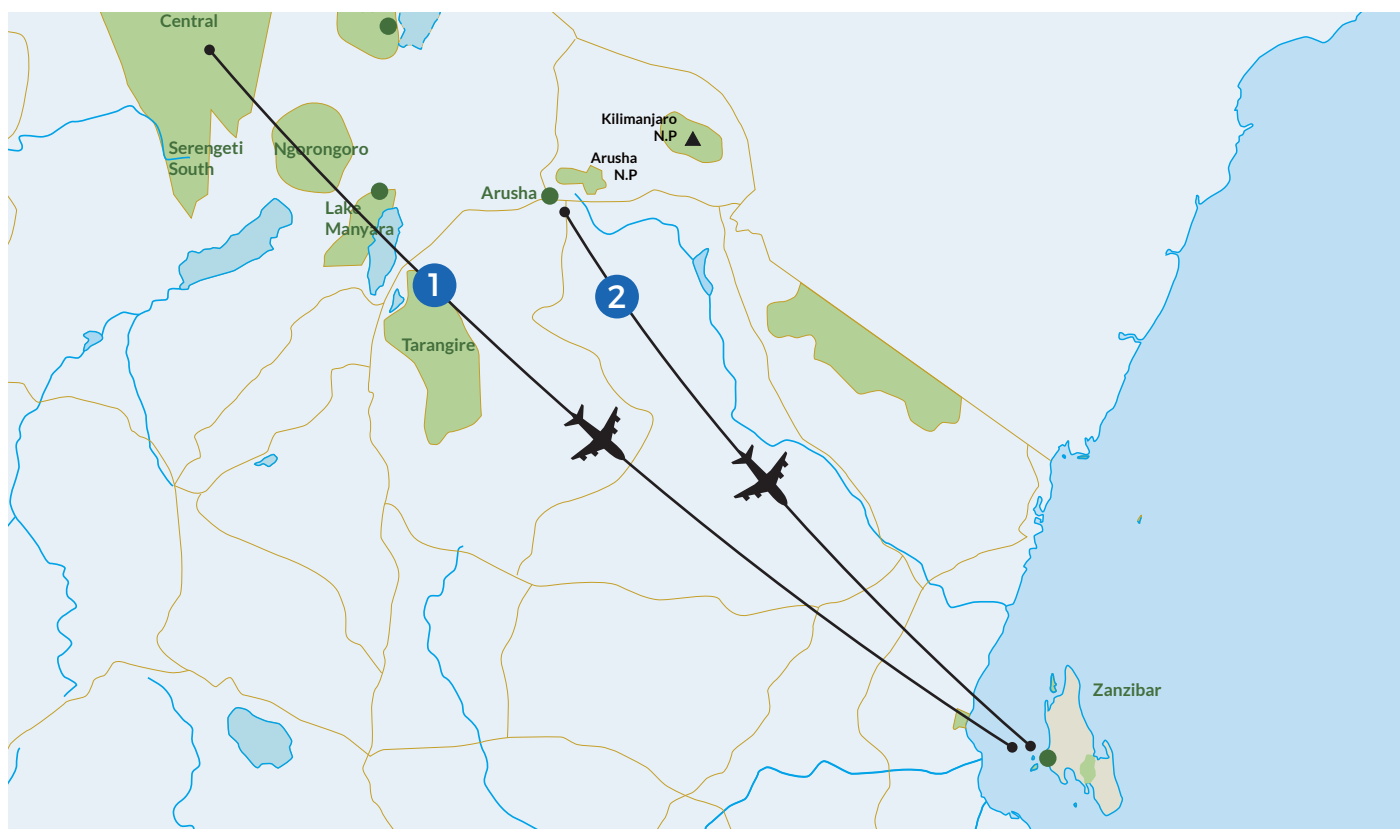 Central
Kilimanjaro
N.P
Serengeti
South
Ngorongoro
Arusha
N.P
Arusha
Lake
Manyara
1
2
Tarangire
Zanzibar